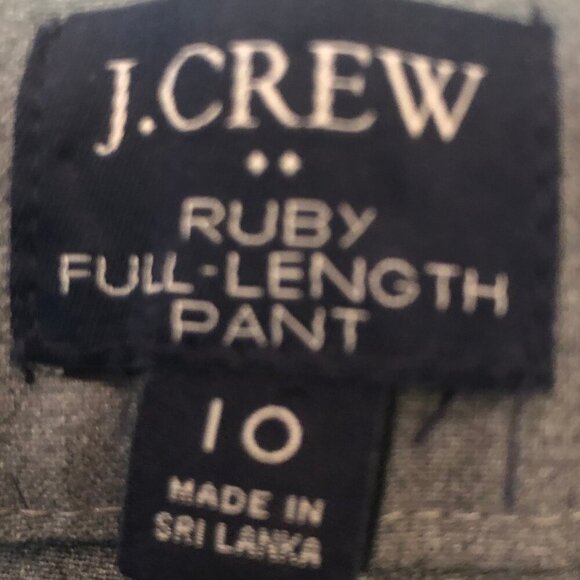 J.CREW
RUBY
FULL-LENGTH
PANT
10
MADE IN
SRI LANKA